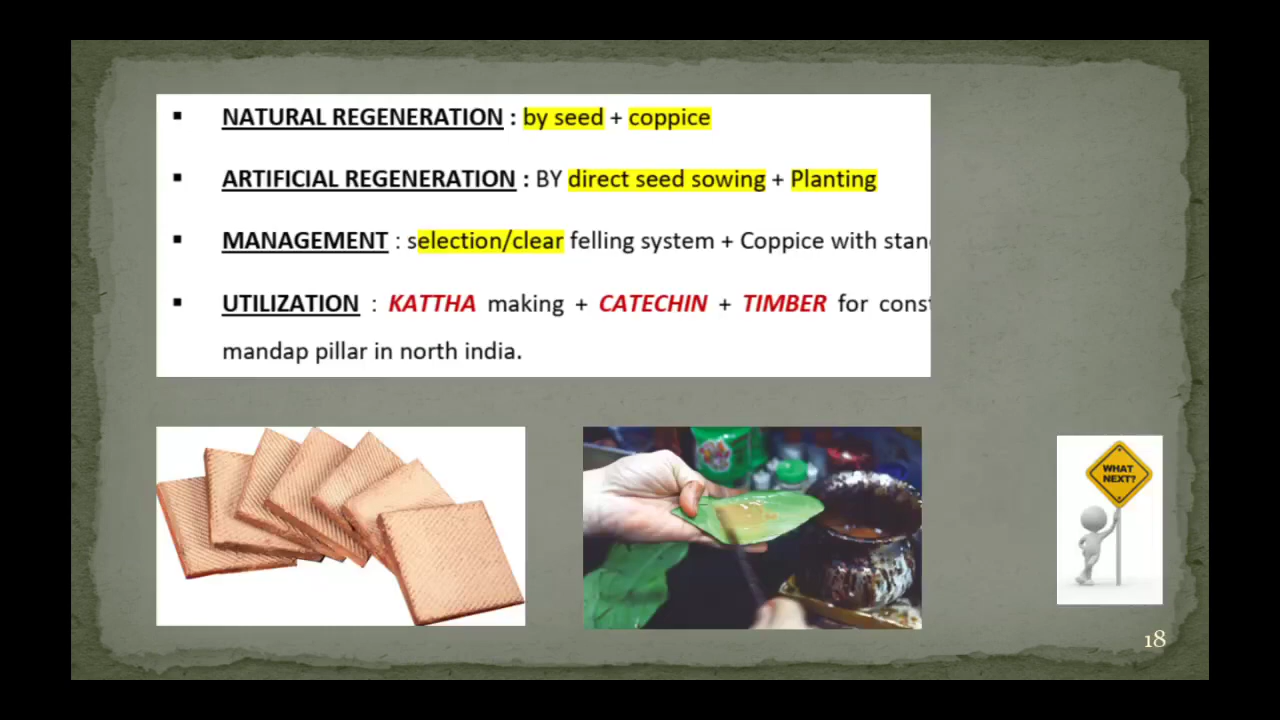 ▪ NATURAL REGENERATION : by seed + coppice
▪ ARTIFICIAL REGENERATION : BY direct seed sowing + Planting
▪ MANAGEMENT : selection/clear felling system + Coppice with stan
▪ UTILIZATION : KATTHA making + CATECHIN + TIMBER for const
mandap pillar in north india.
WHAT
NEXT?
18